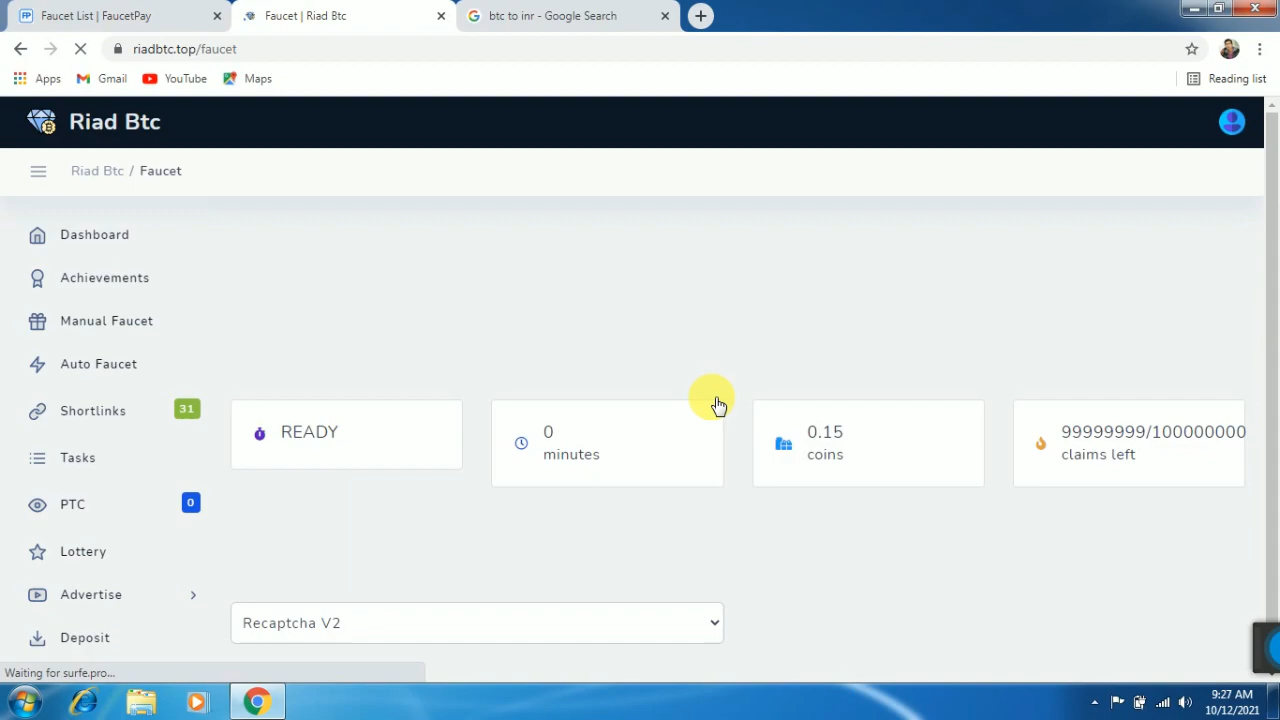 Faucet List | FaucetPay
Faucet | Riad Btc
btc to inr - Google Search
riadbtc.top/faucet
Apps
Gmail
YouTube
Maps
Reading list
Riad Btc
Riad Btc / Faucet
Dashboard
Achievements
Manual Faucet
Auto Faucet
Shortlinks
31
Tasks
PTC
0
Lottery
Advertise
Deposit
READY
0
minutes
0.15
coins
99999999/100000000
claims left
Recaptcha V2
Waiting for surfe.pro...
9:27 AM
10/12/2021